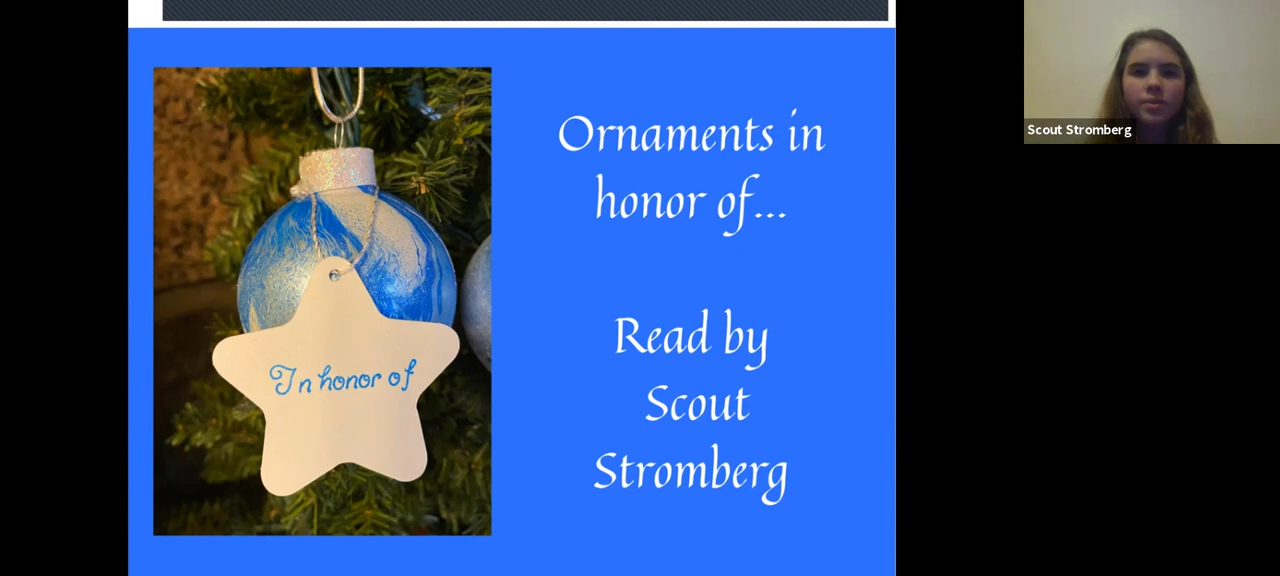 Ornaments in
honor of...
Read by
Scout
Stromberg
In honor of
Scout Stromberg